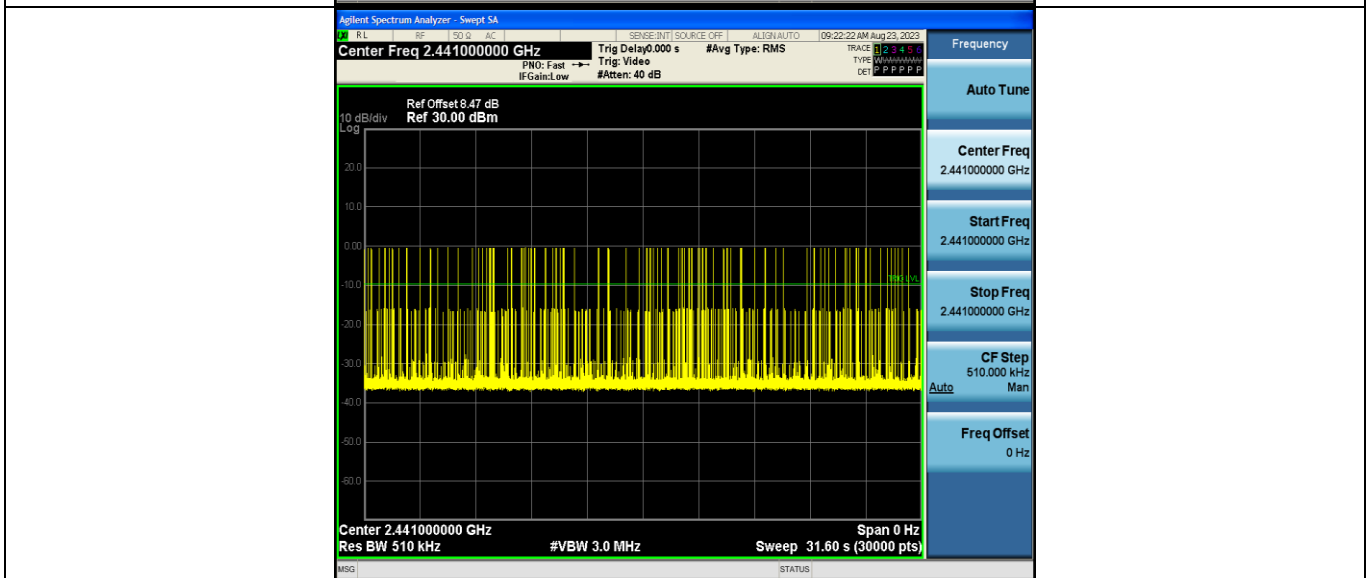 Agilent Spectrum Analyzer - Swept SA
RL RF 50 Ω AC SENSE:INT SOURCE OFF ALIGN AUTO 09:22:22 AM Aug 23, 2023
Center Freq 2.441000000 GHz
PNO: Fast
IFGain:Low
Trig Delay0.000 s #Avg Type: RMS
Trig: Video
#Atten: 40 dB
TRACE 1 2 3 4 5 6
TYPE
DET P P P P P P
Frequency
Ref Offset 8.47 dB
10 dB/div Ref 30.00 dBm
Log
20.0
10.0
0.00
-10.0
-20.0
-30.0
-40.0
-50.0
-60.0
TRIG LVL
Center 2.441000000 GHz Span 0 Hz
Res BW 510 kHz #VBW 3.0 MHz Sweep 31.60 s (30000 pts)
Auto Tune
Center Freq
2.441000000 GHz
Start Freq
2.441000000 GHz
Stop Freq
2.441000000 GHz
CF Step
510.000 kHz
Auto Man
Freq Offset
0 Hz
MSG STATUS